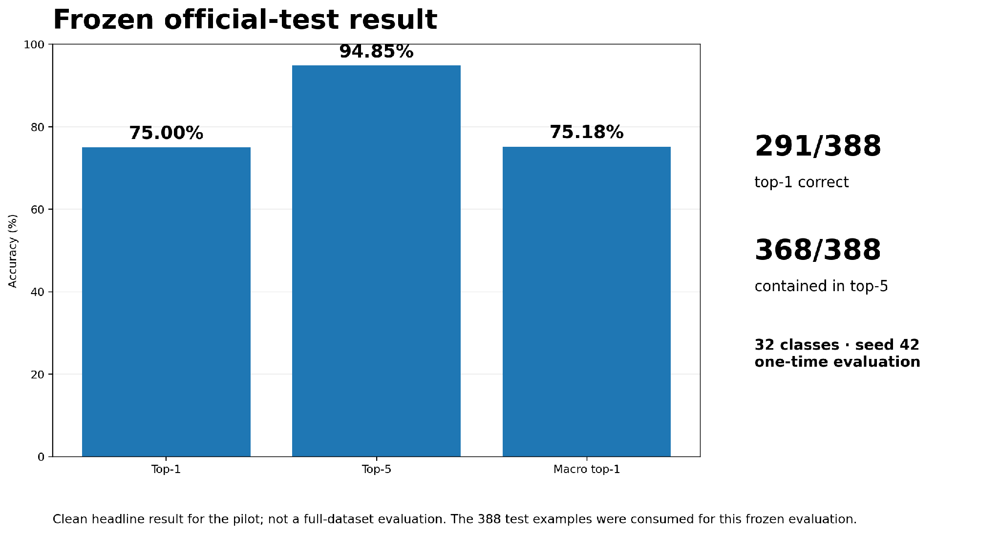 Frozen official-test result
Accuracy (%)
100
80
60
40
20
0
75.00%
94.85%
75.18%
Top-1
Top-5
Macro top-1
291/388
top-1 correct
368/388
contained in top-5
32 classes · seed 42
one-time evaluation
Clean headline result for the pilot; not a full-dataset evaluation. The 388 test examples were consumed for this frozen evaluation.